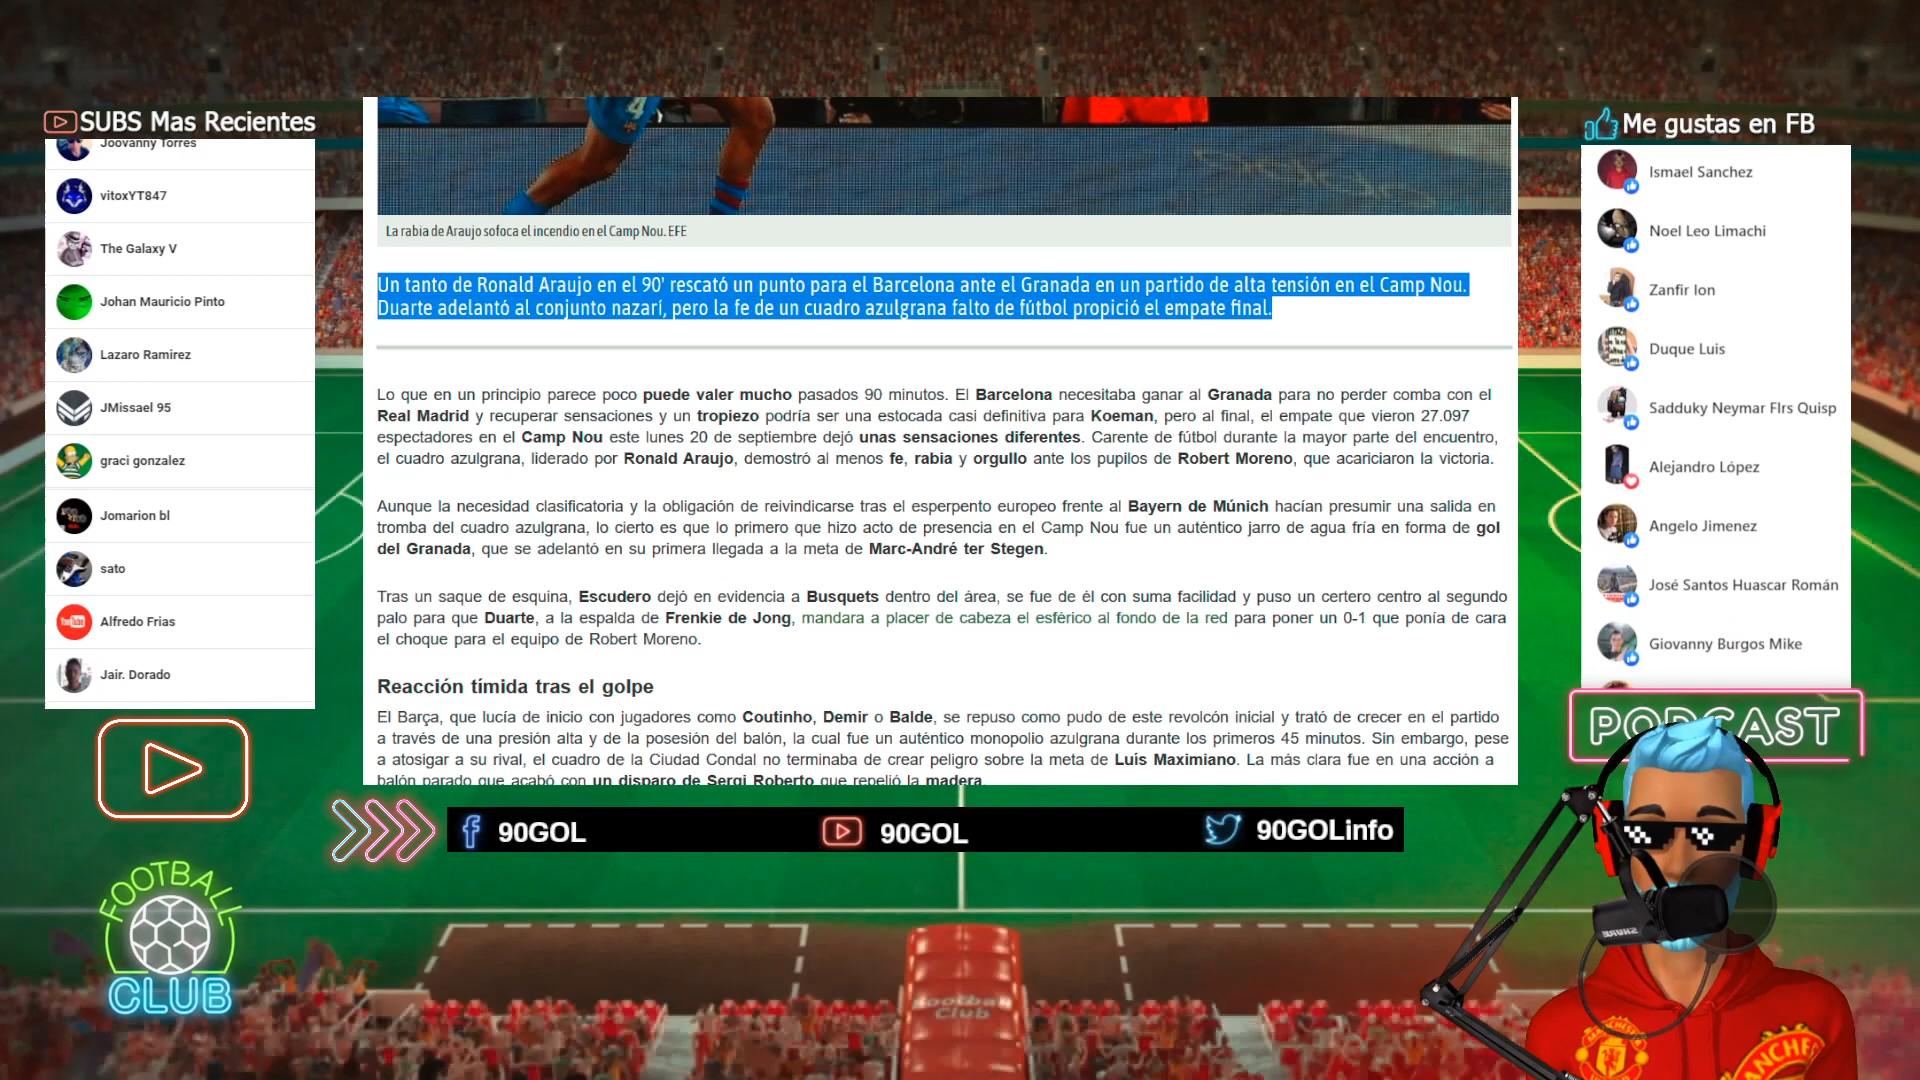 SUBS Mas Recientes
Joovanny Torres
vitoxYT847
The Galaxy V
Johan Mauricio Pinto
Lazaro Ramirez
JMissael 95
graci gonzalez
Jomarion bl
sato
YouTube
Alfredo Frias
Jair. Dorado
FOOTBALL
CLUB
4
La rabia de Araujo sofoca el incendio en el Camp Nou. EFE
Un tanto de Ronald Araujo en el 90' rescató un punto para el Barcelona ante el Granada en un partido de alta tensión en el Camp Nou.
Duarte adelantó al conjunto nazarí, pero la fe de un cuadro azulgrana falto de fútbol propició el empate final.
Lo que en un principio parece poco puede valer mucho pasados 90 minutos. El Barcelona necesitaba ganar al Granada para no perder comba con el
Real Madrid y recuperar sensaciones y un tropiezo podría ser una estocada casi definitiva para Koeman, pero al final, el empate que vieron 27.097
espectadores en el Camp Nou este lunes 20 de septiembre dejó unas sensaciones diferentes. Carente de fútbol durante la mayor parte del encuentro,
el cuadro azulgrana, liderado por Ronald Araujo, demostró al menos fe, rabia y orgullo ante los pupilos de Robert Moreno, que acariciaron la victoria.
Aunque la necesidad clasificatoria y la obligación de reivindicarse tras el esperpento europeo frente al Bayern de Múnich hacían presumir una salida en
tromba del cuadro azulgrana, lo cierto es que lo primero que hizo acto de presencia en el Camp Nou fue un auténtico jarro de agua fría en forma de gol
del Granada, que se adelantó en su primera llegada a la meta de Marc-André ter Stegen.
Tras un saque de esquina, Escudero dejó en evidencia a Busquets dentro del área, se fue de él con suma facilidad y puso un certero centro al segundo
palo para que Duarte, a la espalda de Frenkie de Jong, mandara a placer de cabeza el esférico al fondo de la red para poner un 0-1 que ponía de cara
el choque para el equipo de Robert Moreno.
Reacción tímida tras el golpe
El Barça, que lucía de inicio con jugadores como Coutinho, Demir o Balde, se repuso como pudo de este revolcón inicial y trató de crecer en el partido
a través de una presión alta y de la posesión del balón, la cual fue un auténtico monopolio azulgrana durante los primeros 45 minutos. Sin embargo, pese
a atosigar a su rival, el cuadro de la Ciudad Condal no terminaba de crear peligro sobre la meta de Luís Maximiano. La más clara fue en una acción a
balón parado que acabó con un disparo de Sergi Roberto que repelió la madera
90GOL
90GOL
90GOLinfo
Football
Club
Me gustas en FB
Ismael Sanchez
Noel Leo Limachi
Zanfir Ion
Duque Luis
Sadduky Neymar Flrs Quisp
Alejandro López
Angelo Jimenez
José Santos Huascar Román
Giovanny Burgos Mike
PODCAST
SHURE
MANCHESTER